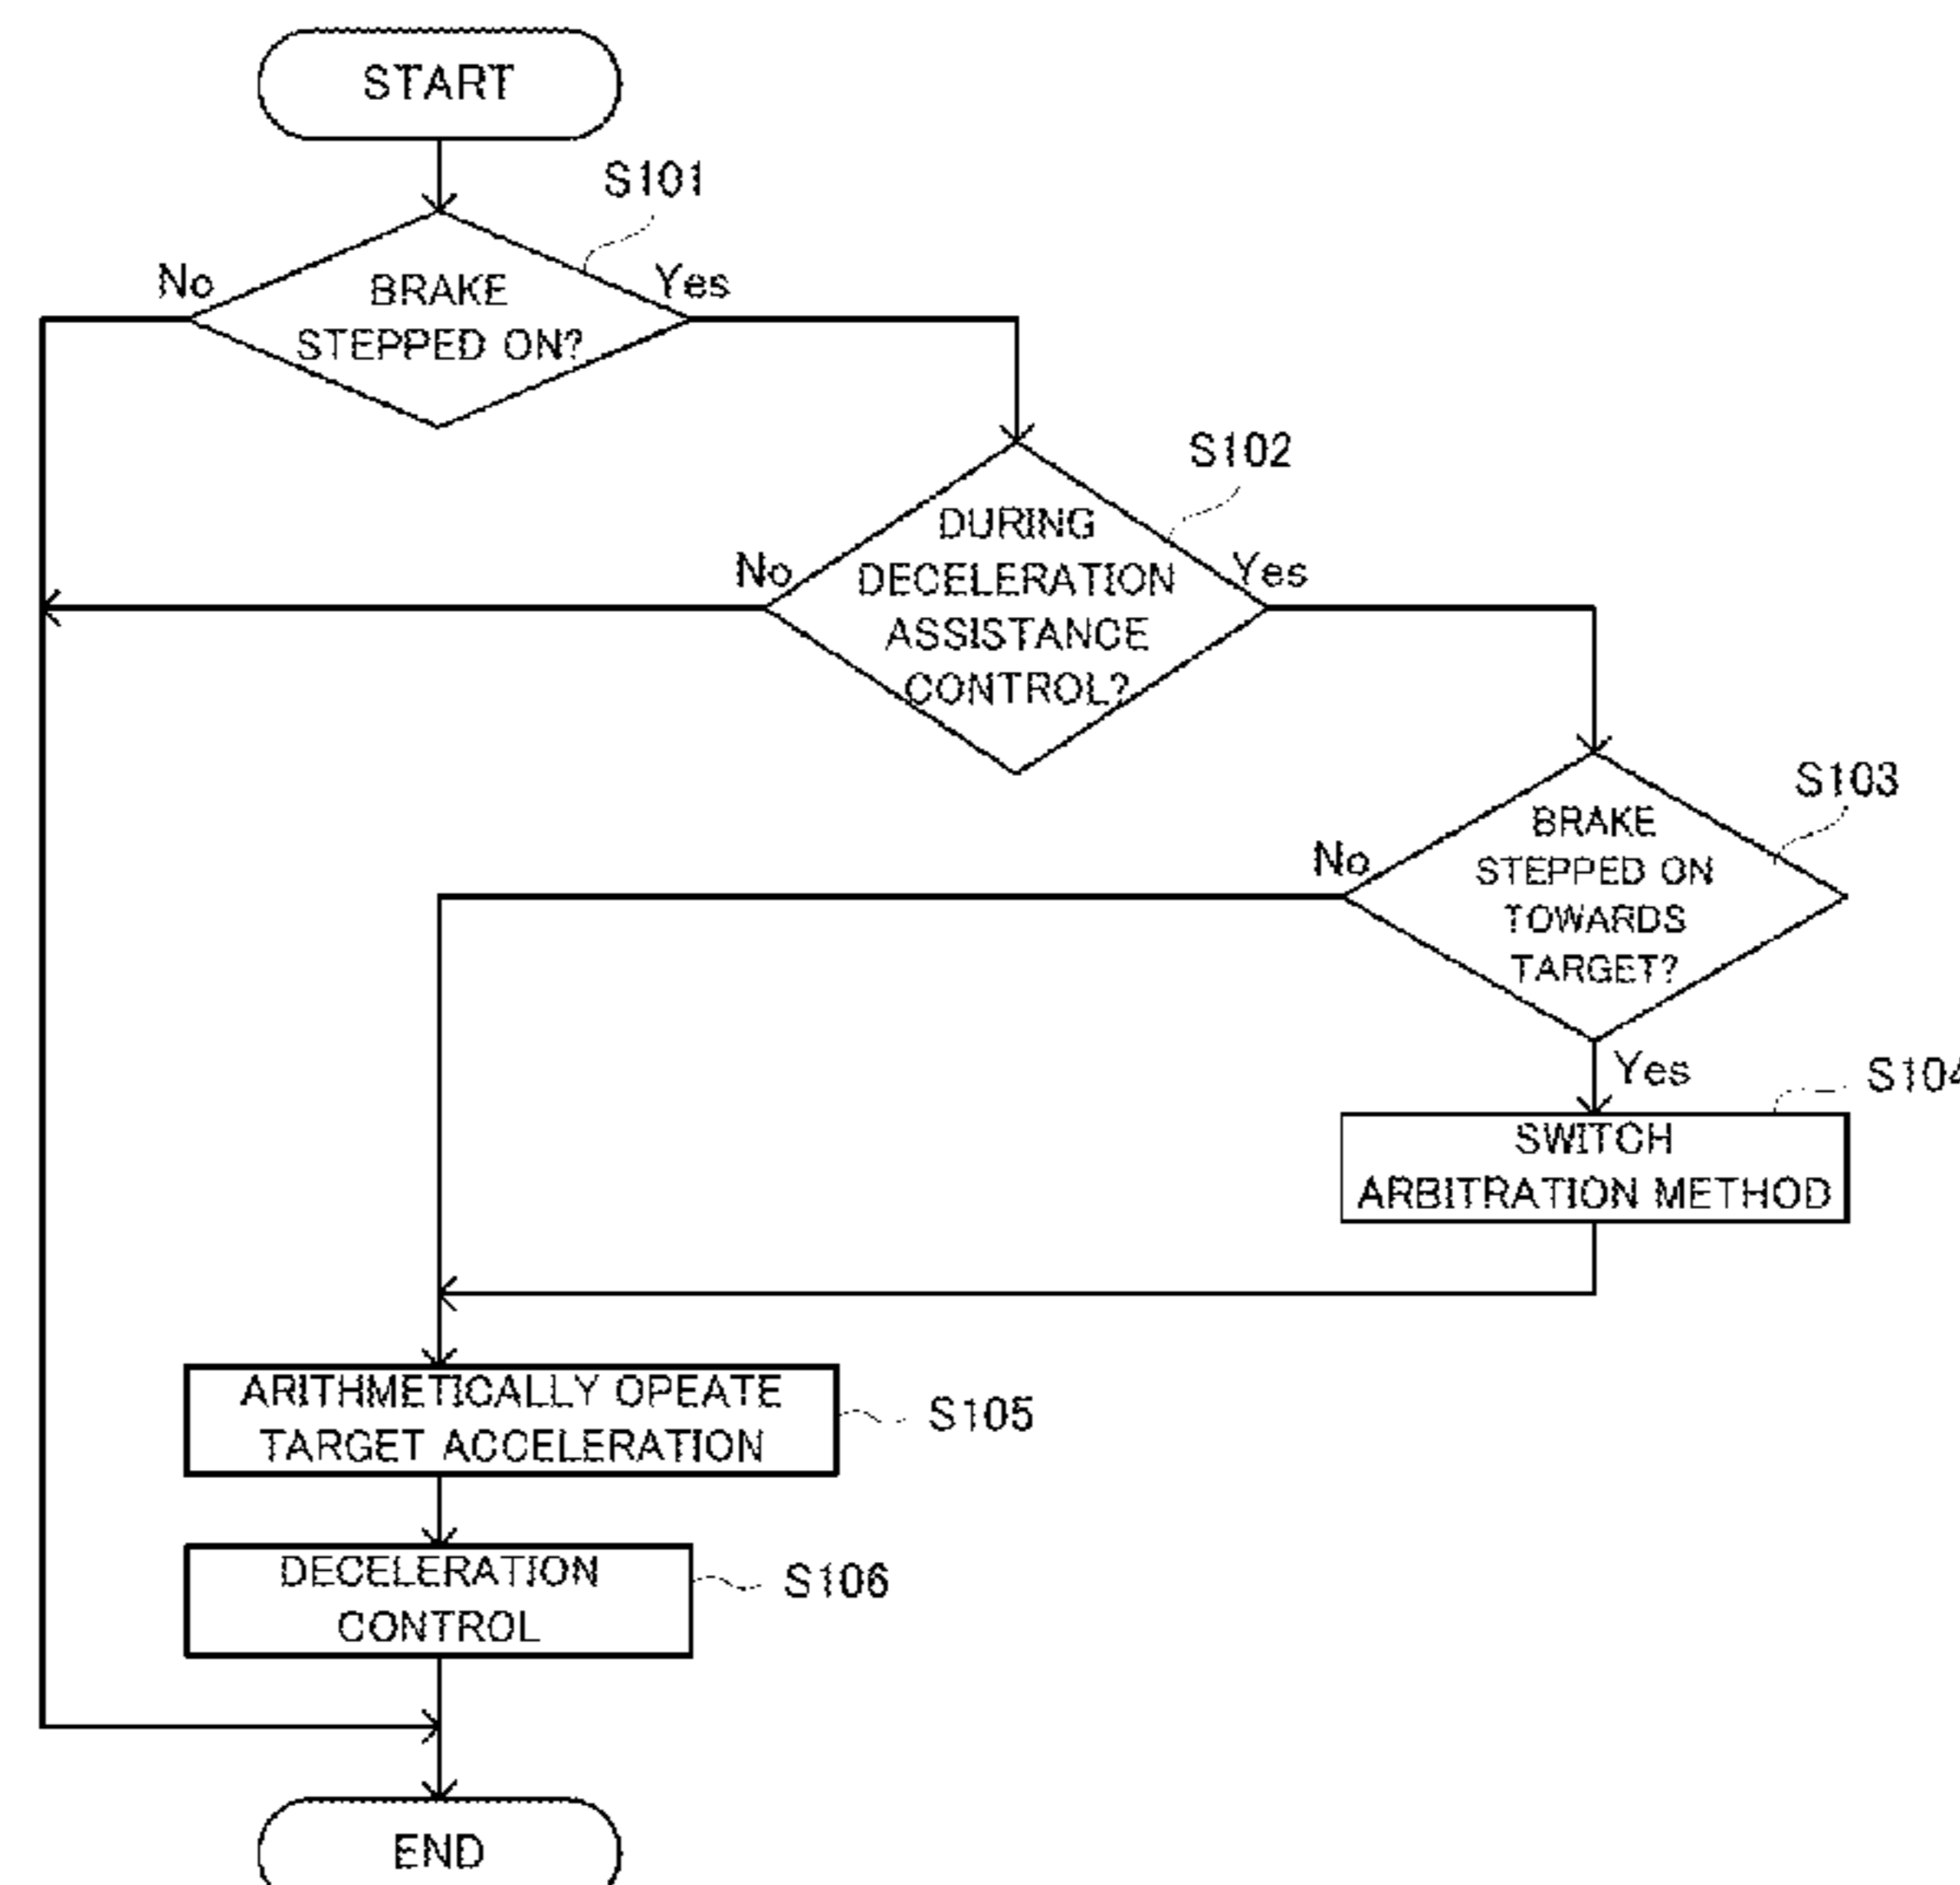 START
S101
No
Yes
BRAKE
STEPPED ON?
S102
DURING
No
Yes
DECELERATION
ASSISTANCE
CONTROL?
S103
BRAKE
No
STEPPED ON
TOWARDS
TARGET?
Yes
S104
SWITCH
ARBITRATION METHOD
ARITHMETICALLY OPEATE
TARGET ACCELERATION
S105
DECELERATION
CONTROL
S106
END